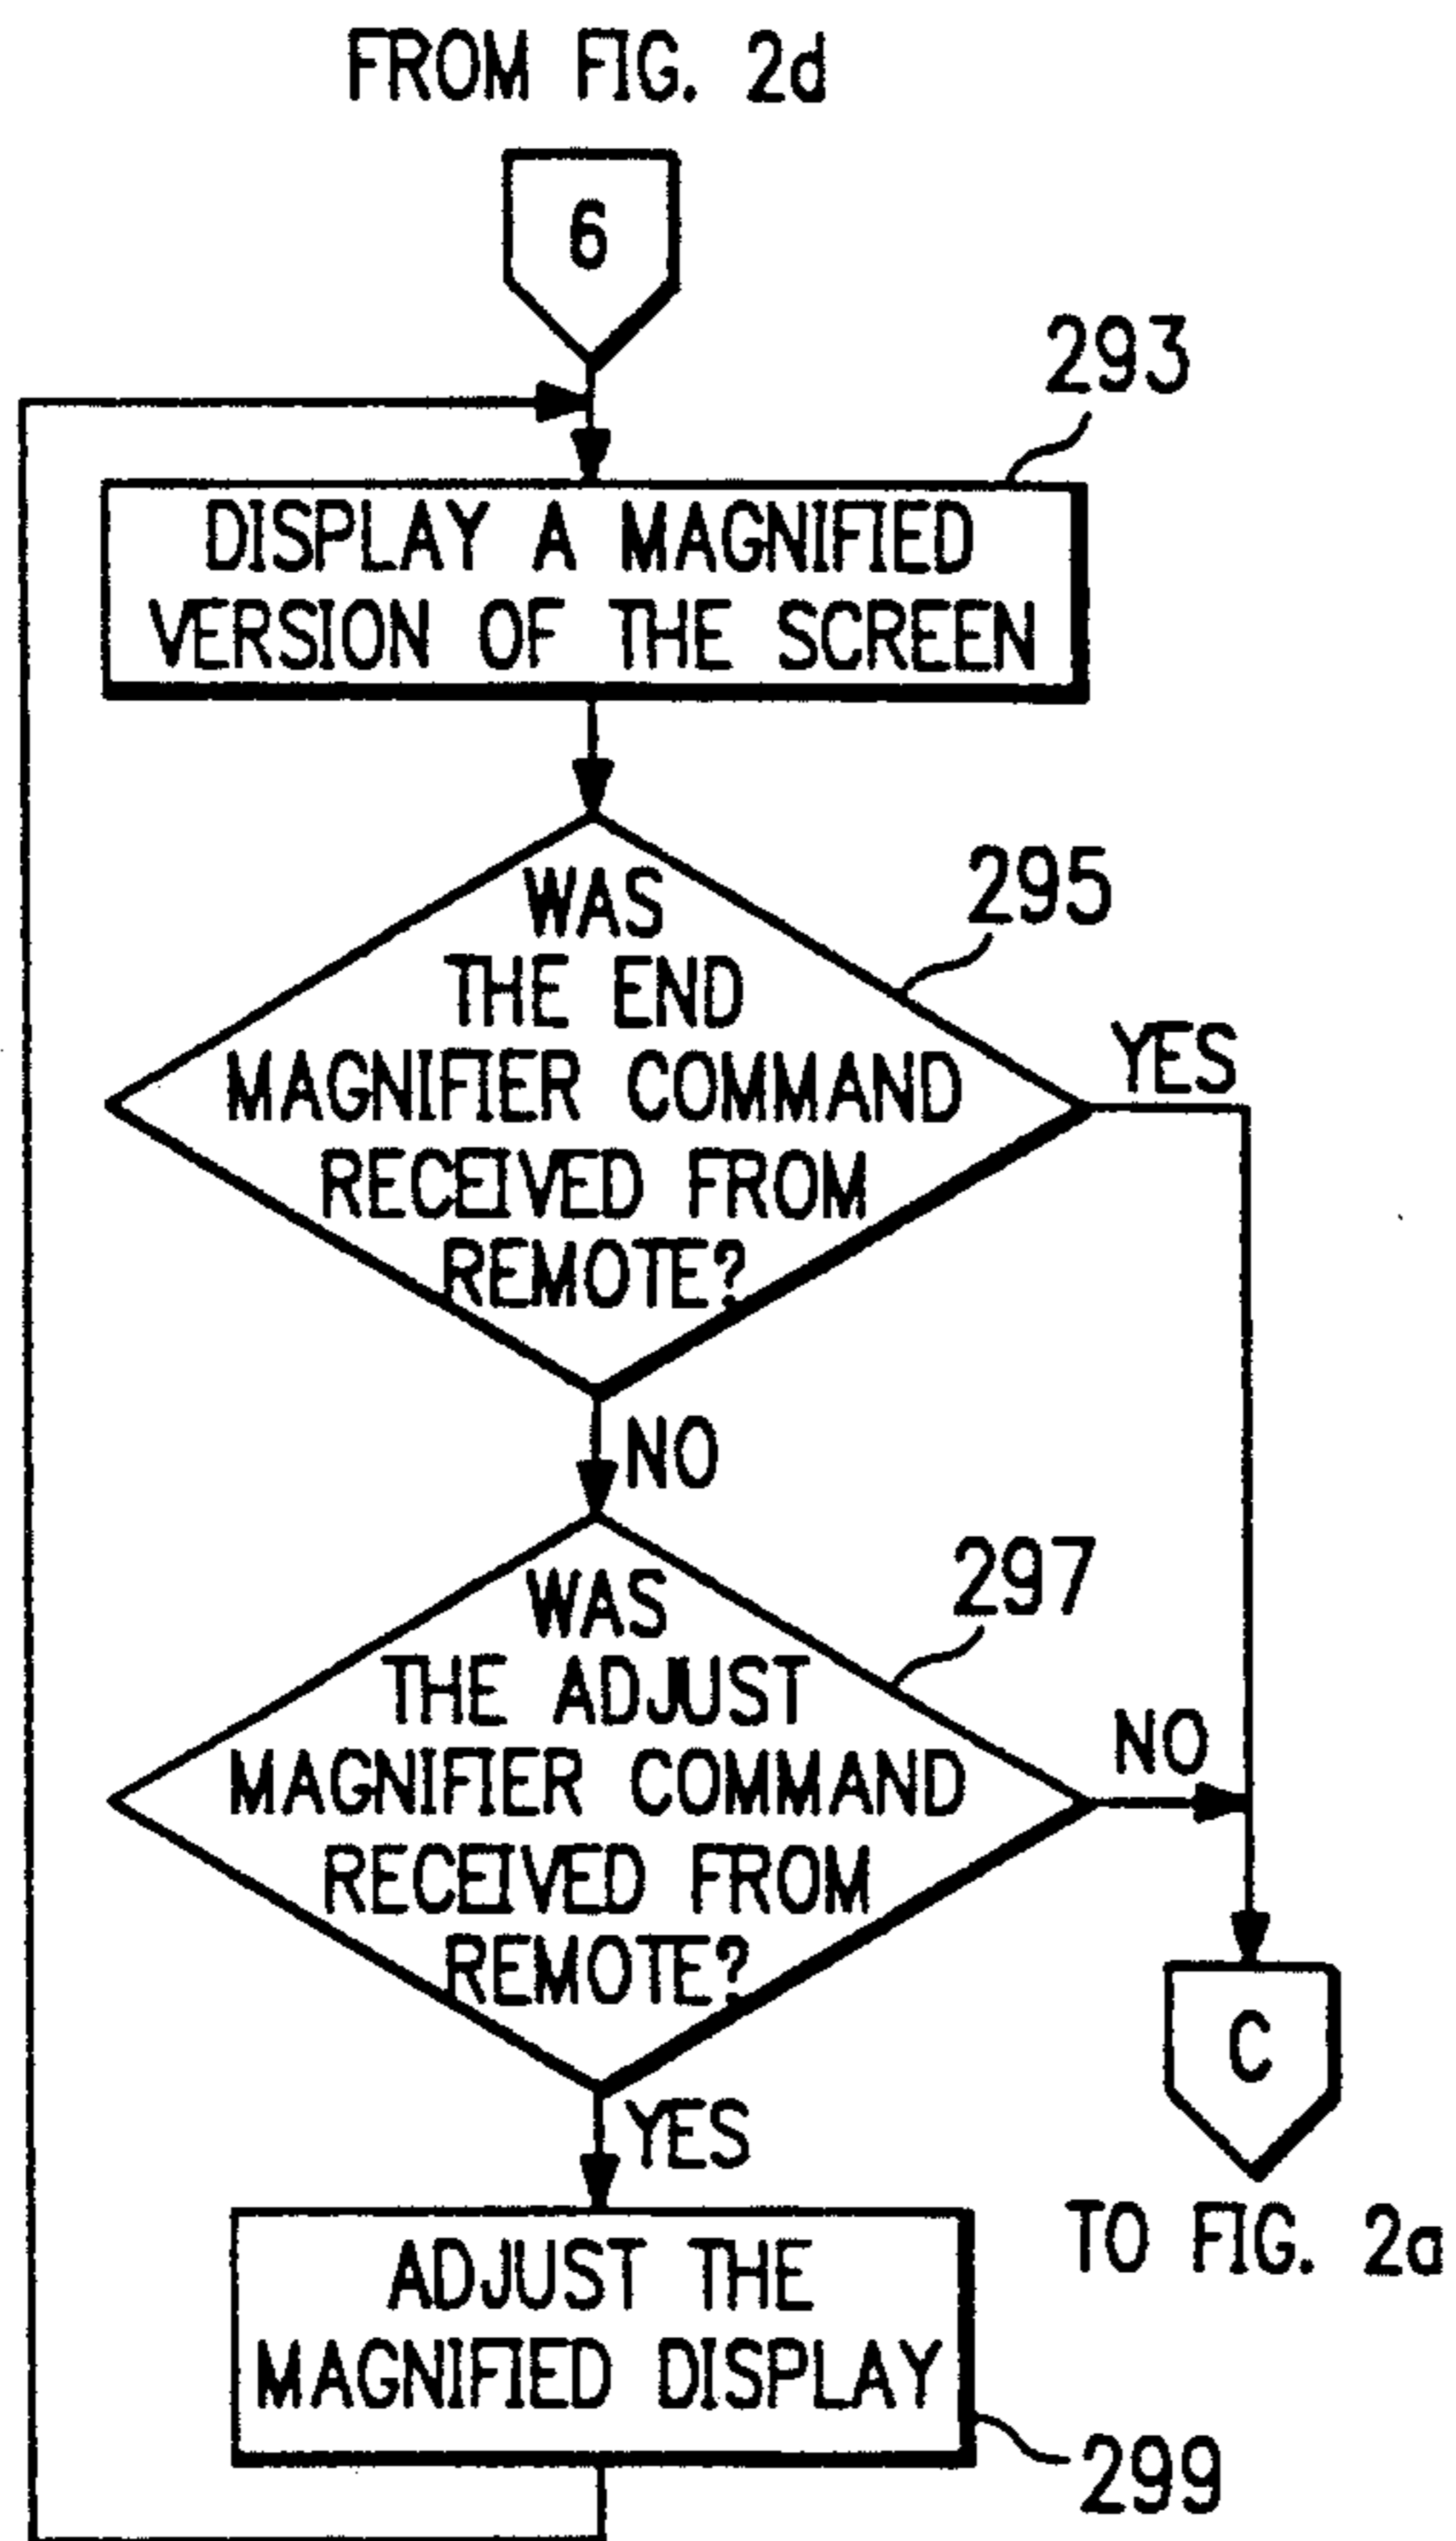 FROM FIG. 2d
6
293
DISPLAY A MAGNIFIED
VERSION OF THE SCREEN
295
WAS
THE END
MAGNIFIER COMMAND
RECEIVED FROM
REMOTE?
YES
NO
297
WAS
THE ADJUST
MAGNIFIER COMMAND
RECEIVED FROM
REMOTE?
NO
C
TO FIG. 2a
YES
ADJUST THE
MAGNIFIED DISPLAY
299